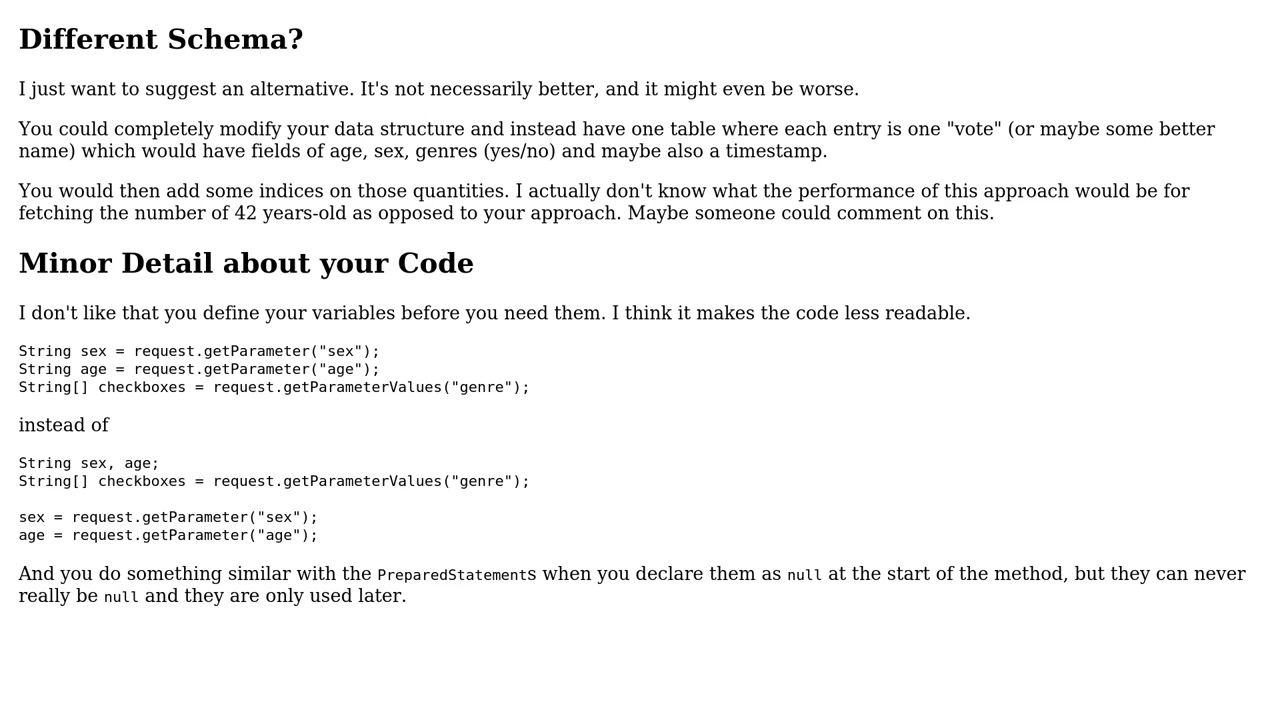 Different Schema?
I just want to suggest an alternative. It's not necessarily better, and it might even be worse.
You could completely modify your data structure and instead have one table where each entry is one "vote" (or maybe some better
name) which would have fields of age, sex, genres (yes/no) and maybe also a timestamp.
You would then add some indices on those quantities. I actually don't know what the performance of this approach would be for
fetching the number of 42 years-old as opposed to your approach. Maybe someone could comment on this.
Minor Detail about your Code
I don't like that you define your variables before you need them. I think it makes the code less readable.
String sex = request.getParameter("sex");
String age = request.getParameter("age");
String[] checkboxes = request.getParameterValues("genre");
instead of
String sex, age;
String[] checkboxes = request.getParameterValues("genre");
sex = request.getParameter("sex");
age = request.getParameter("age");
And you do something similar with the PreparedStatements when you declare them as null at the start of the method, but they can never
really be null and they are only used later.